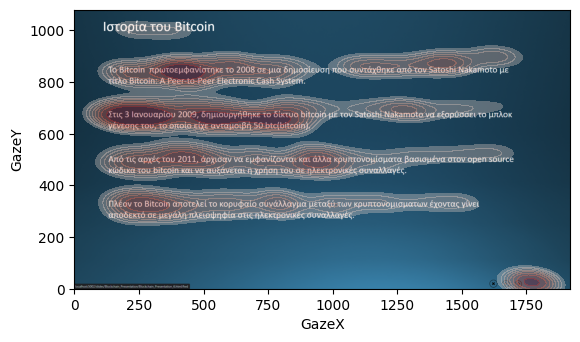 Ιστορία του Bitcoin
Το Bitcoin πρωτοεμφανίστηκε το 2008 σε μια δημοσίευση που συντάχθηκε από τον Satoshi Nakamoto με
τίτλο Bitcoin: A Peer-to-Peer Electronic Cash System.
Στις 3 Ιανουαρίου 2009, δημιουργήθηκε το δίκτυο bitcoin με τον Satoshi Nakamoto να εξορύσσει το μπλοκ
γένεσης του, το οποίο είχε ανταμοιβή 50 btc(bitcoin).
Από τις αρχές του 2011, άρχισαν να εμφανίζονται και άλλα κρυπτονομίσματα βασισμένα στον open source
κώδικα του bitcoin και να αυξάνεται η χρήση του σε ηλεκτρονικές συναλλαγές.
Πλέον το Bitcoin αποτελεί το κορυφαίο συνάλλαγμα μεταξύ των κρυπτονομισμάτων έχοντας γίνει
αποδεκτό σε μεγάλη πλειοψηφία στις ηλεκτρονικές συναλλαγές.
GazeY
1000
800
600
400
200
0
0 250 500 750 1000 1250 1500 1750
GazeX